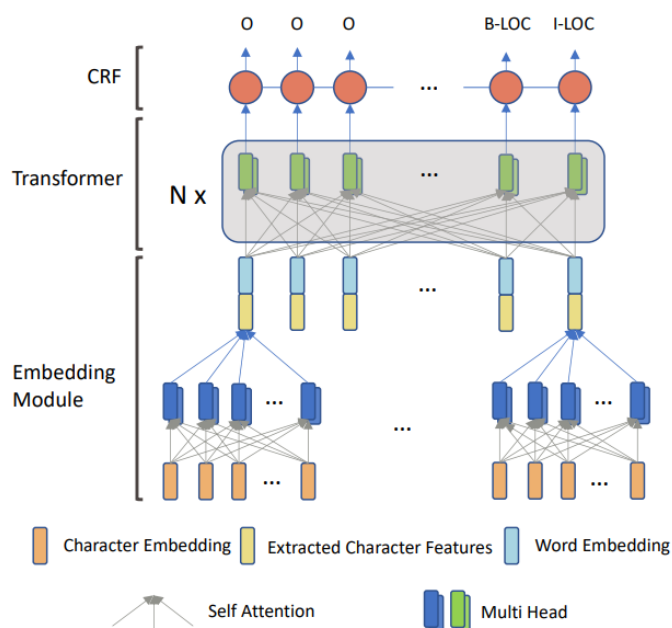 O O O B-LOC I-LOC
CRF
...
Transformer
N x
...
...
Embedding
Module
... ...
...
... ...
Character Embedding Extracted Character Features Word Embedding
Self Attention Multi Head